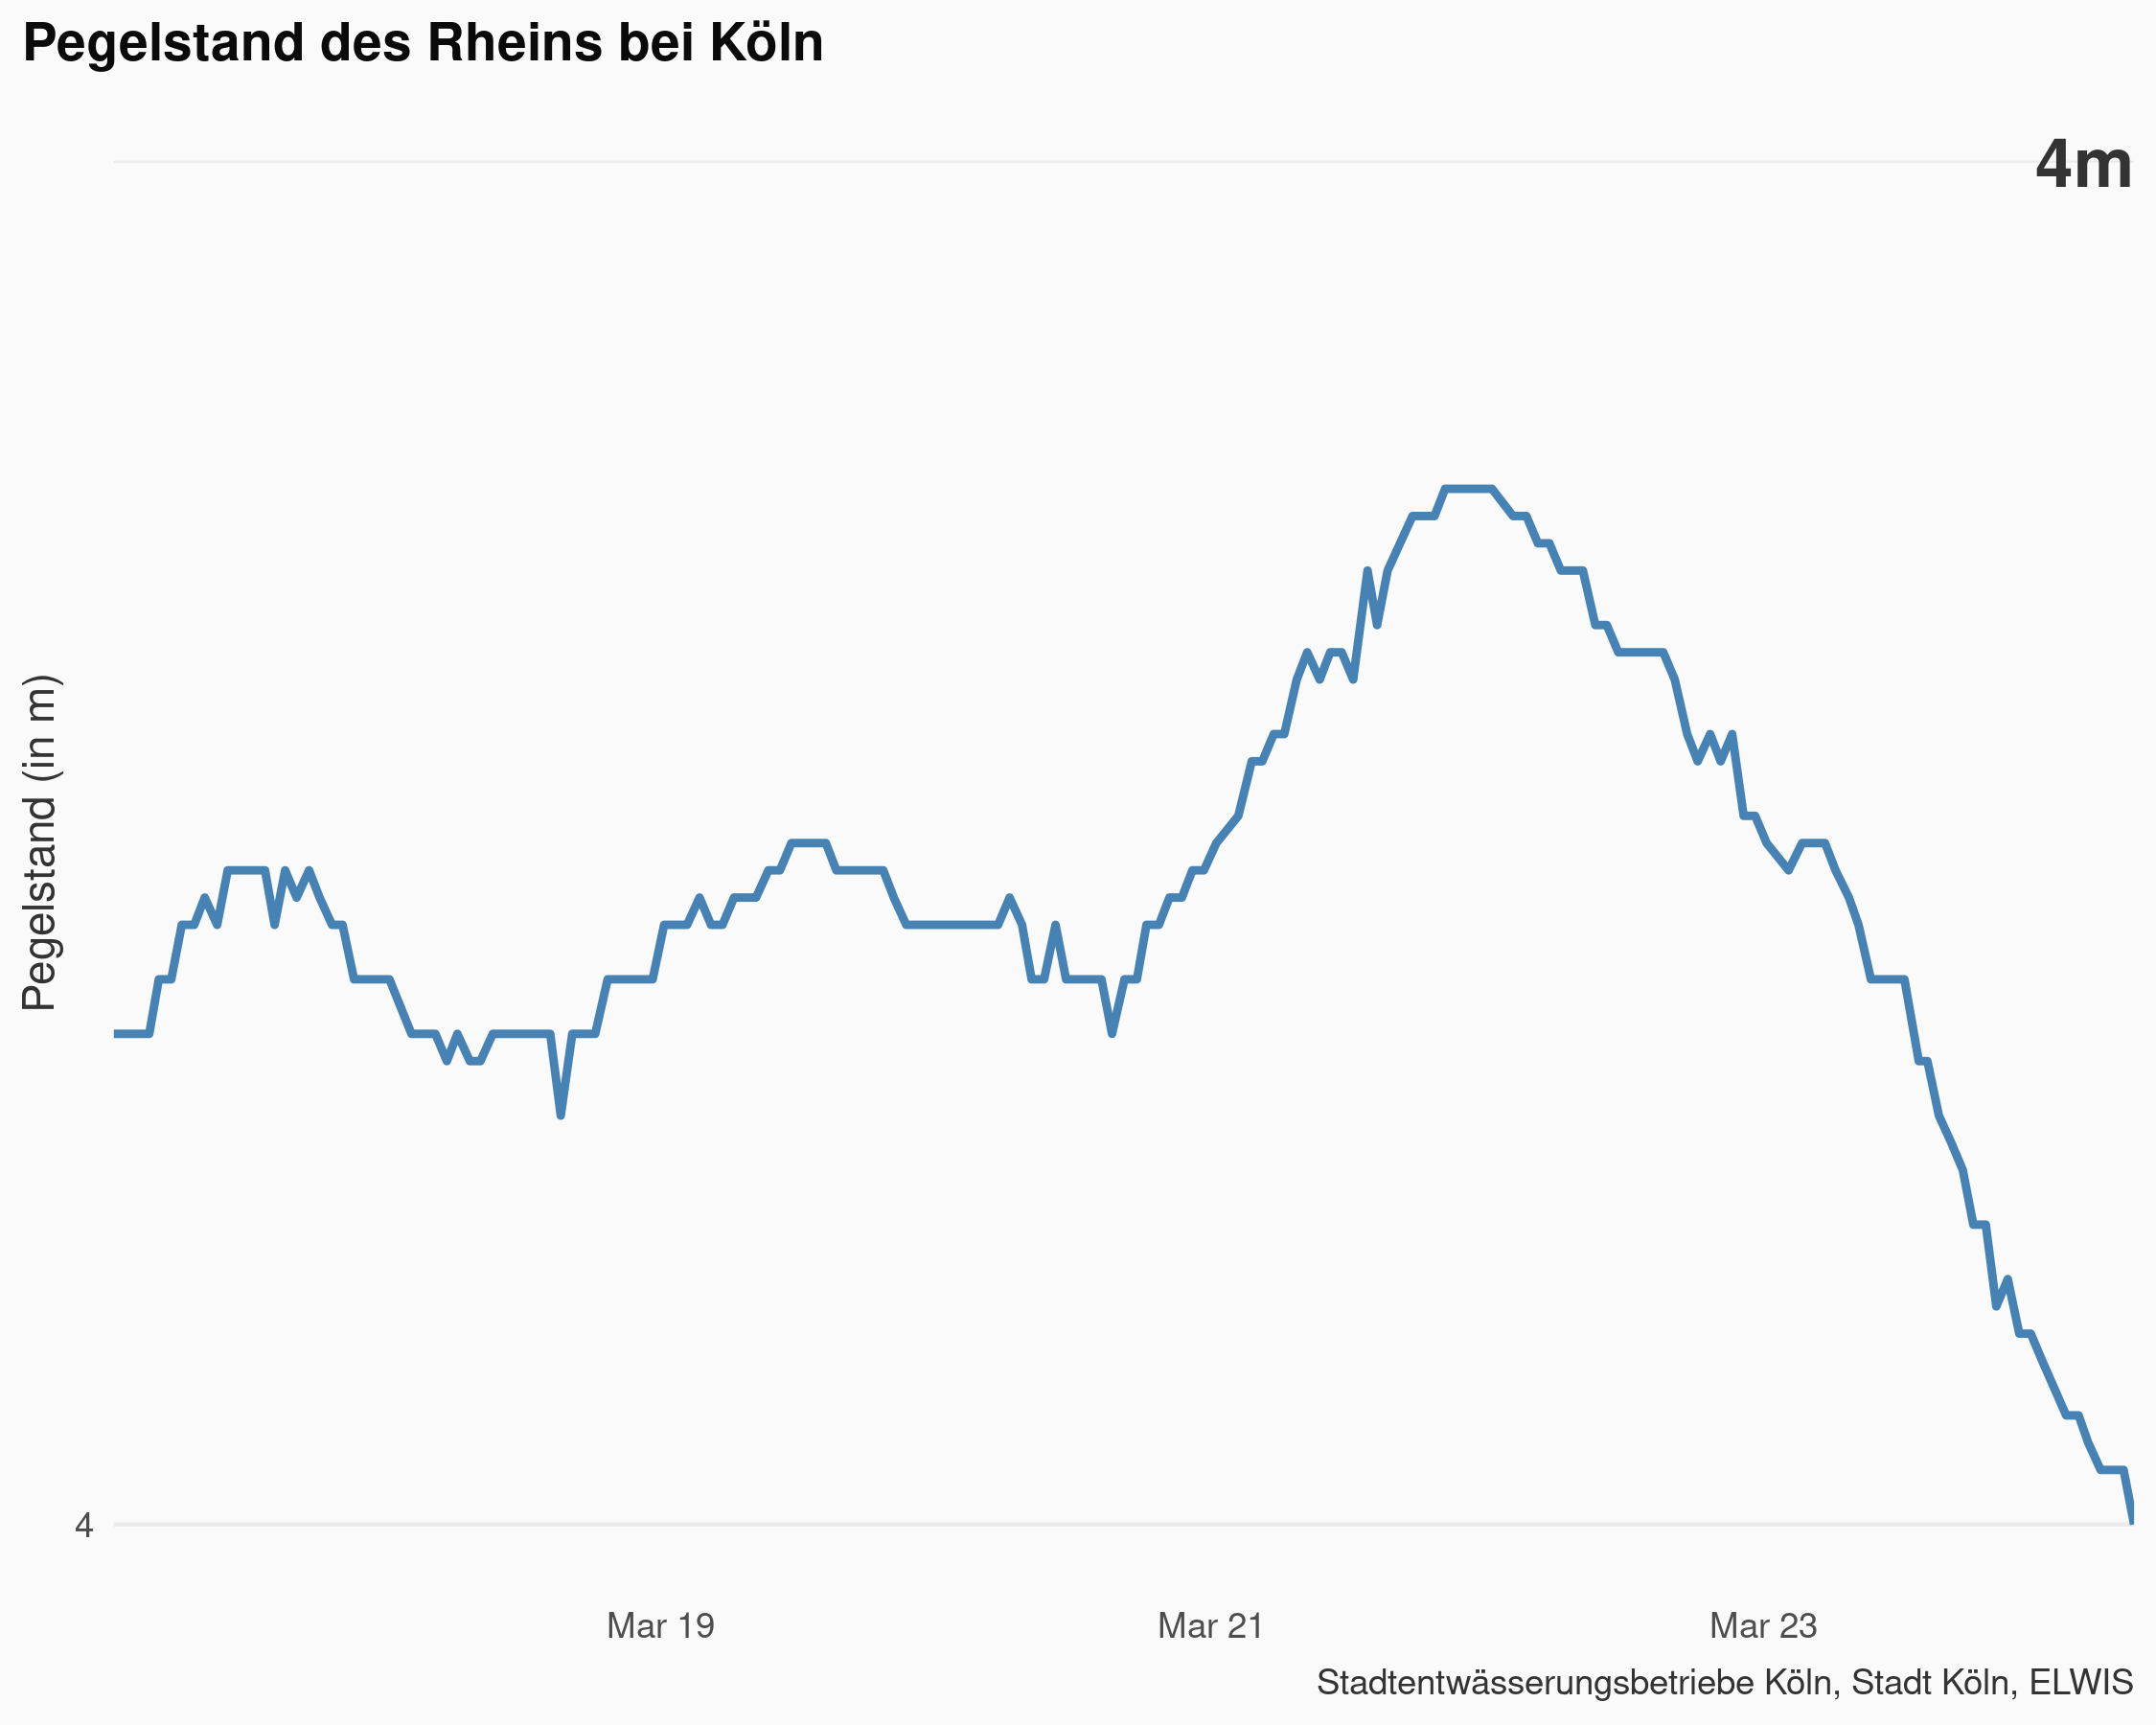 Pegelstand des Rheins bei Köln
4m
Pegelstand (in m)
4
Mar 19
Mar 21
Mar 23
Stadtentwässerungsbetriebe Köln, Stadt Köln, ELWIS